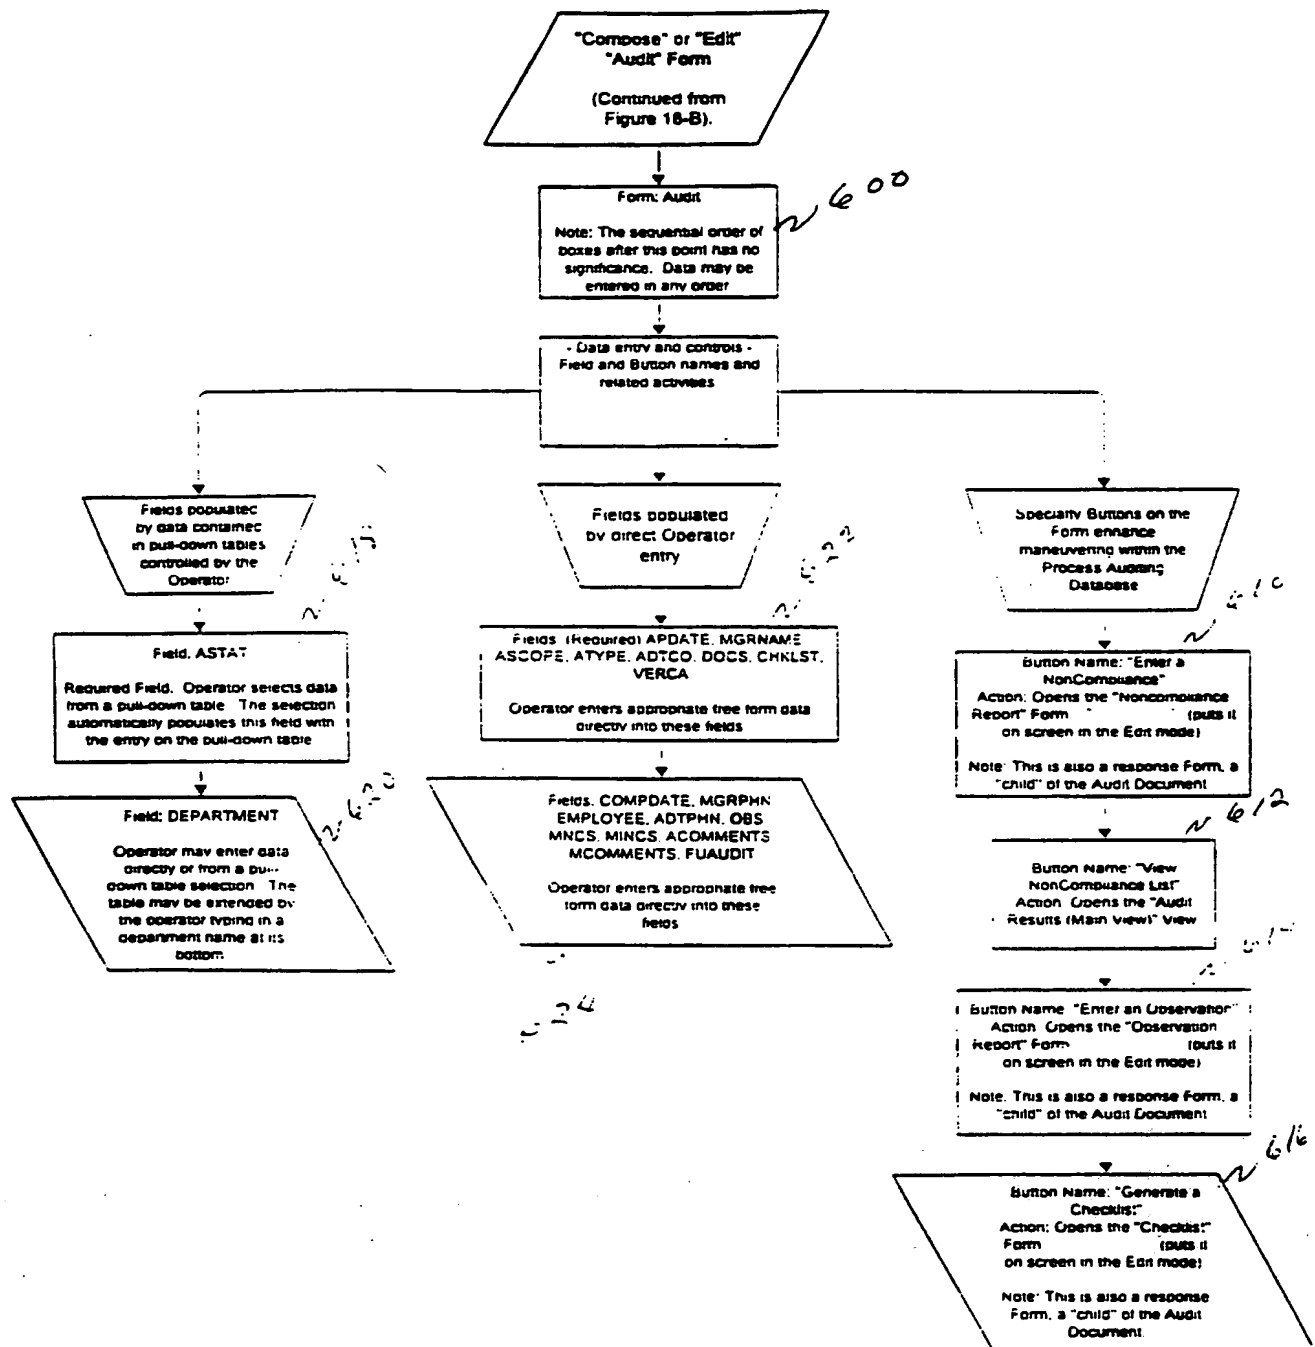 "Compose" or "Edit"
"Audit" Form
(Continued from
Figure 16-B).
Form: Audit
600
Note: The sequential order of
boxes after this point has no
significance. Data may be
entered in any order
- Data entry and controls -
Field and Button names and
related activities
Fields populated
by data contained
in pull-down tables
controlled by the
Operator
Field. ASTAT
Required Field. Operator selects data
from a pull-down table. The selection
automatically populates this field with
the entry on the pull-down table
620
Field: DEPARTMENT
Operator may enter data
directly or from a pull-
down table selection. The
table may be extended by
the operator typing in a
department name at its
bottom
Fields populated
by direct Operator
entry
622
Fields. (Required) APDATE, MGRNAME
ASCOPE, ATYPE, ADTCO, DOCS, CHKLST,
VERCA
Operator enters appropriate free form data
directly into these fields
Fields. COMPDATE, MGRPHN
EMPLOYEE, ADTPHN, OBS
MNCS, MINCS, ACOMMENTS
MCOMMENTS, FUAUDIT
Operator enters appropriate free
form data directly into these
fields
Specialty Buttons on the
Form enhance
maneuvering within the
Process Auditing
Database
610
Button Name: "Enter a
NonCompliance"
Action: Opens the "Noncompliance
Report" Form (puts it
on screen in the Edit mode)
Note: This is also a response Form, a
"child" of the Audit Document
612
Button Name: "View
NonCompliance List"
Action. Opens the "Audit
Results (Main View)" View
Button Name "Enter an Observation"
Action. Opens the "Observation
Report" Form (puts it
on screen in the Edit mode)
Note. This is also a response Form, a
"child" of the Audit Document
616
Button Name: "Generate a
Checklist"
Action: Opens the "Checklist"
Form (puts it
on screen in the Edit mode)
Note: This is also a response
Form, a "child" of the Audit
Document.